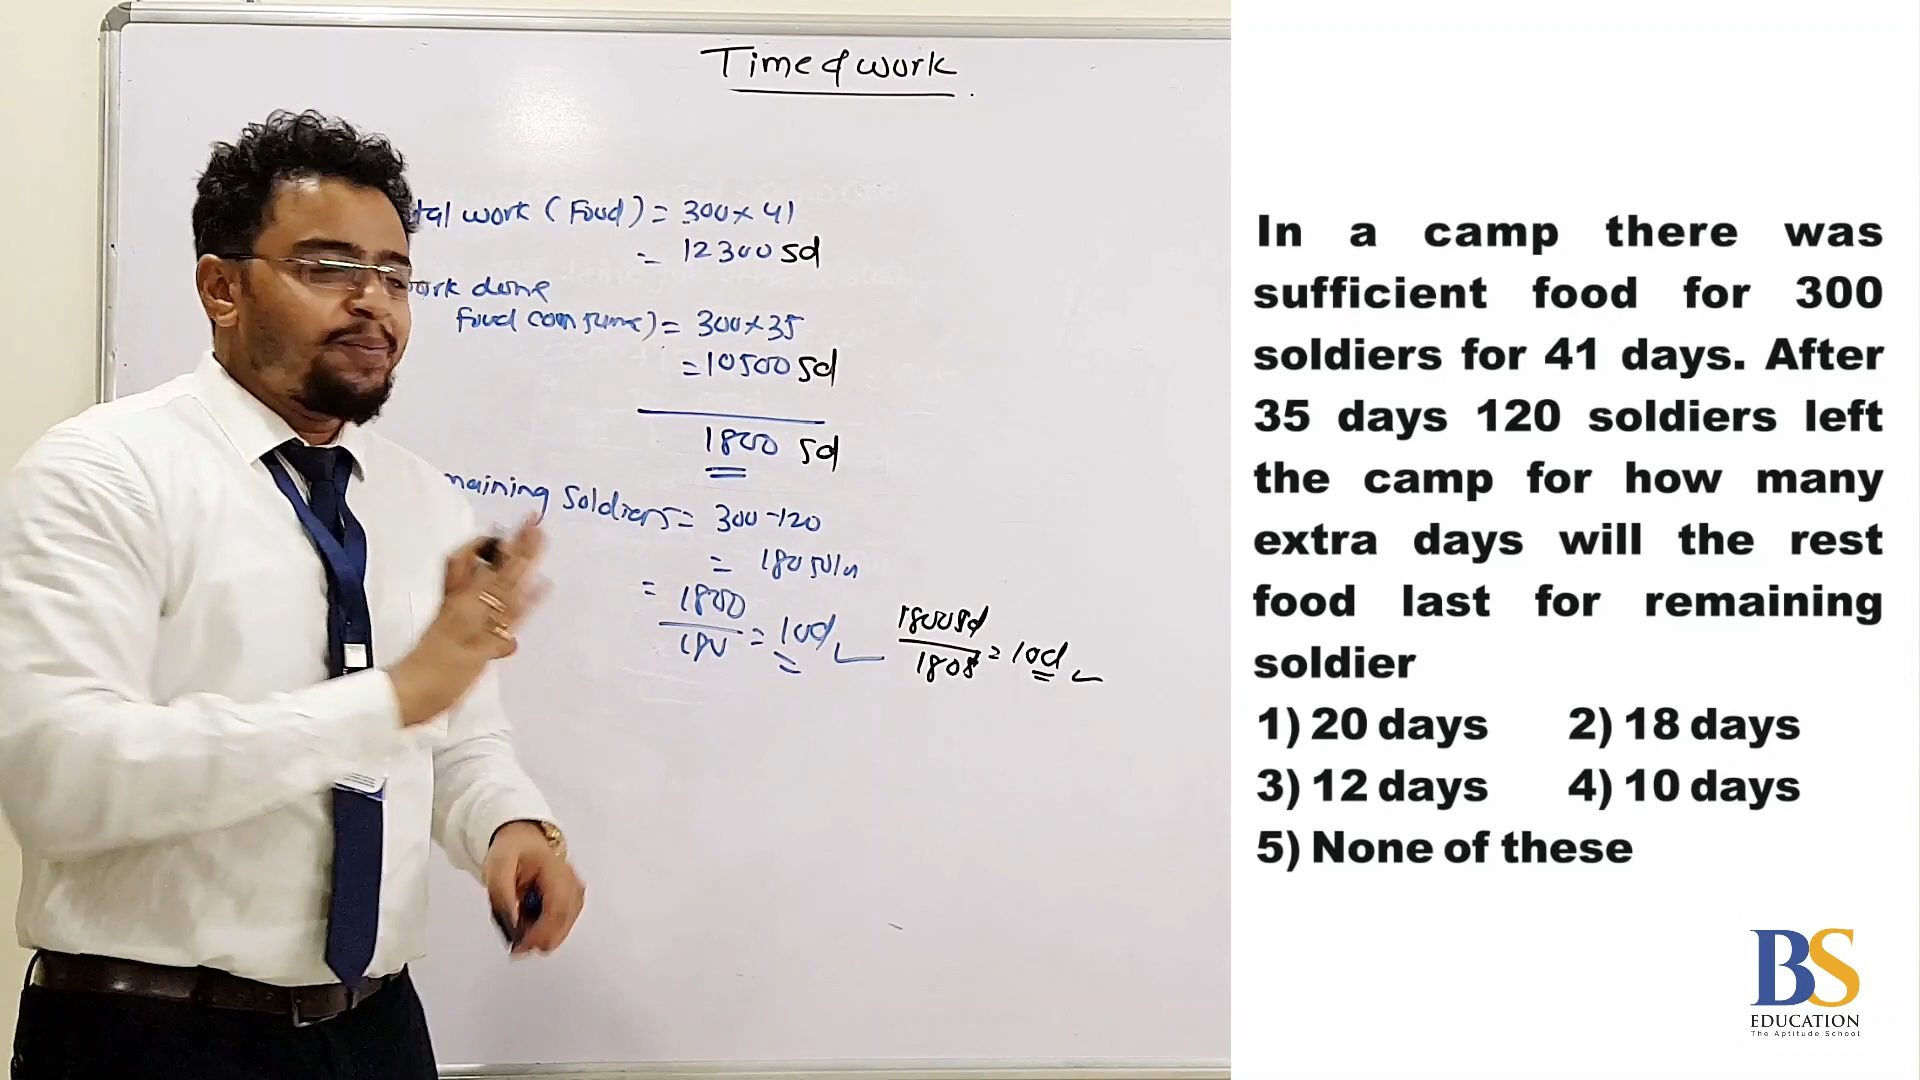 Time & work
tal work (Food) = 300 x 41
= 12300 sd
ork done
Food consume) = 300 x 35
= 10500 sd
1800 sd
maining Soldiers = 300 - 120
= 180
= 1800/180 = 10d
1800sd/180s = 10d
In a camp there was
sufficient food for 300
soldiers for 41 days. After
35 days 120 soldiers left
the camp for how many
extra days will the rest
food last for remaining
soldier
1) 20 days 2) 18 days
3) 12 days 4) 10 days
5) None of these
BS
EDUCATION
The Aptitude School